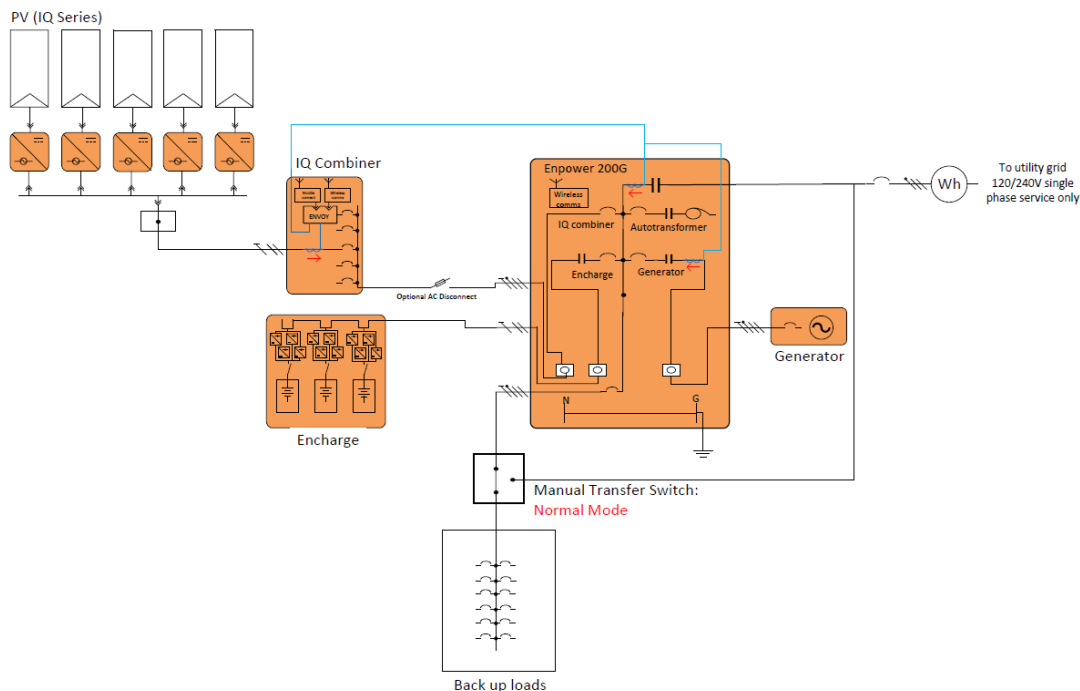 PV (IQ Series)
IQ Combiner
Wireless
comms
ENVOY
Enpower 200G
Wireless
comms
IQ combiner
Autotransformer
Encharge
Generator
Wh
To utility grid
120/240V single
phase service only
Optional AC Disconnect
Generator
N
G
Encharge
Manual Transfer Switch:
Normal Mode
Back up loads